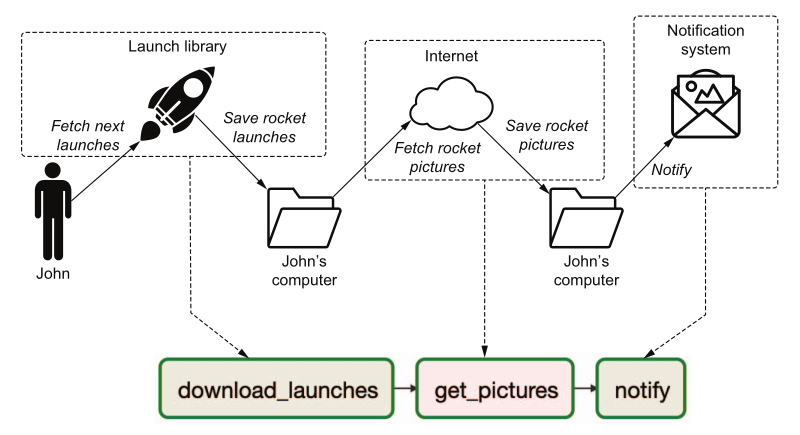 Launch library
Fetch next
launches
Save rocket
launches
John
John's
computer
Internet
Fetch rocket
pictures
Save rocket
pictures
John's
computer
Notification
system
Notify
download_launches
get_pictures
notify